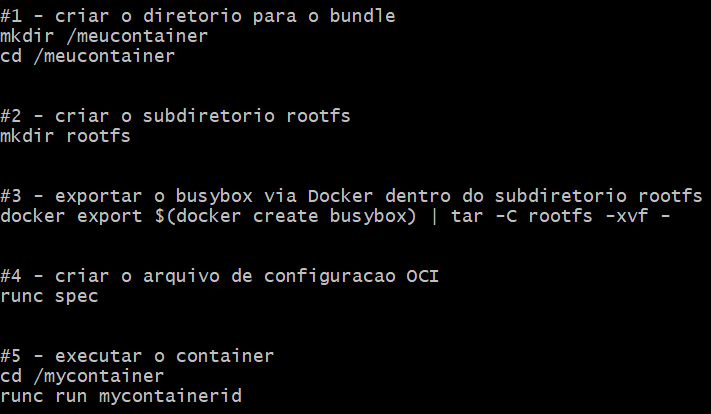 #1 - criar o diretorio para o bundle
mkdir /meucontainer
cd /meucontainer
#2 - criar o subdiretorio rootfs
mkdir rootfs
#3 - exportar o busybox via Docker dentro do subdiretorio rootfs
docker export $(docker create busybox) | tar -C rootfs -xvf -
#4 - criar o arquivo de configuracao OCI
runc spec
#5 - executar o container
cd /mycontainer
runc run mycontainerid